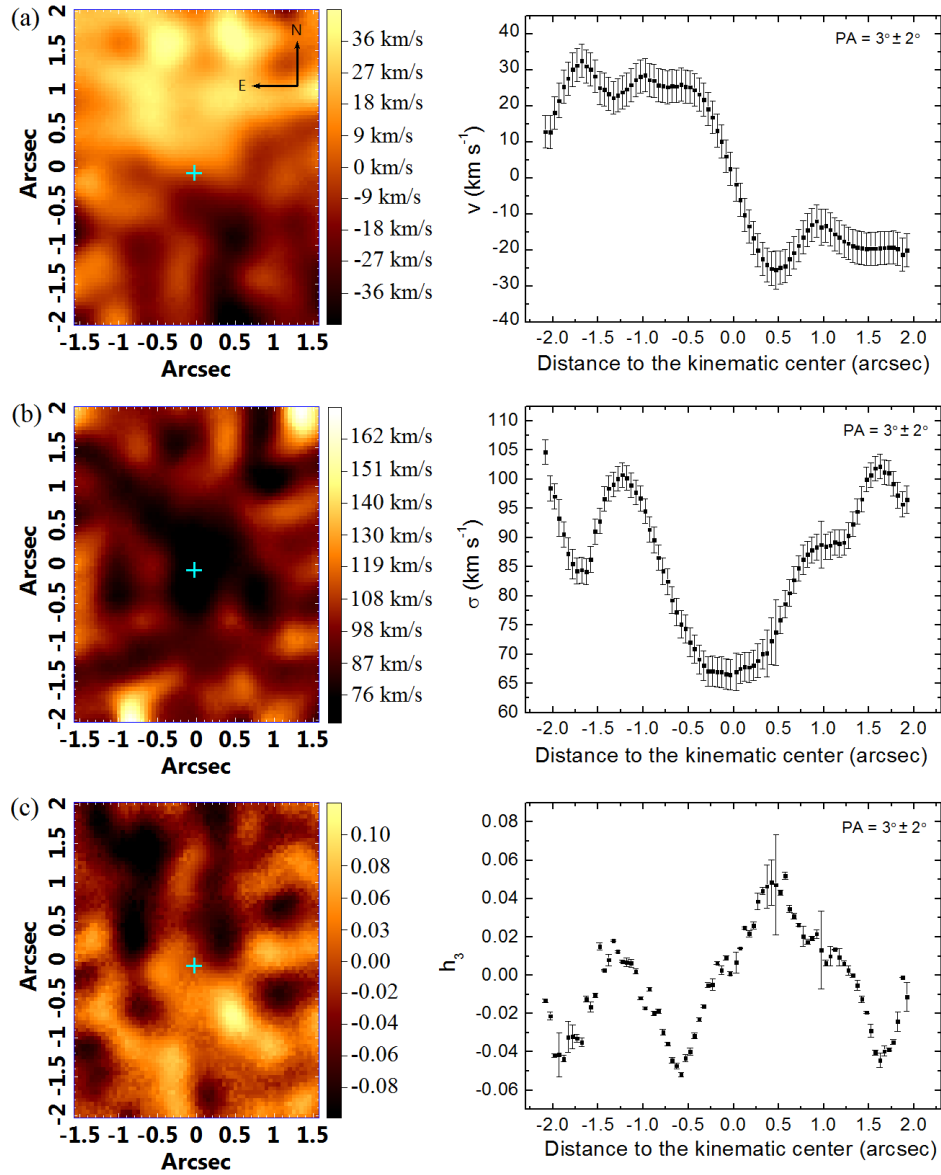 (a)
2
1.5
1
0.5
0
-0.5
-1
-1.5
-2
Arcsec
N
E
36 km/s
27 km/s
18 km/s
9 km/s
0 km/s
-9 km/s
-18 km/s
-27 km/s
-36 km/s
-1.5 -1 -0.5 0 0.5 1 1.5
Arcsec
PA = 3°± 2°
40
30
20
10
0
-10
-20
-30
-40
v (km s⁻¹)
-2.0 -1.5 -1.0 -0.5 0.0 0.5 1.0 1.5 2.0
Distance to the kinematic center (arcsec)
(b)
2
1.5
1
0.5
0
-0.5
-1
-1.5
-2
Arcsec
162 km/s
151 km/s
140 km/s
130 km/s
119 km/s
108 km/s
98 km/s
87 km/s
76 km/s
-1.5 -1 -0.5 0 0.5 1 1.5
Arcsec
PA = 3°± 2°
110
105
100
95
90
85
80
75
70
65
60
σ (km s⁻¹)
-2.0 -1.5 -1.0 -0.5 0.0 0.5 1.0 1.5 2.0
Distance to the kinematic center (arcsec)
(c)
2
1.5
1
0.5
0
-0.5
-1
-1.5
-2
Arcsec
0.10
0.08
0.06
0.04
0.03
0.00
-0.00
-0.02
-0.04
-0.06
-0.08
-1.5 -1 -0.5 0 0.5 1 1.5
Arcsec
PA = 3°± 2°
0.08
0.06
0.04
0.02
0.00
-0.02
-0.04
-0.06
h₃
-2.0 -1.5 -1.0 -0.5 0.0 0.5 1.0 1.5 2.0
Distance to the kinematic center (arcsec)